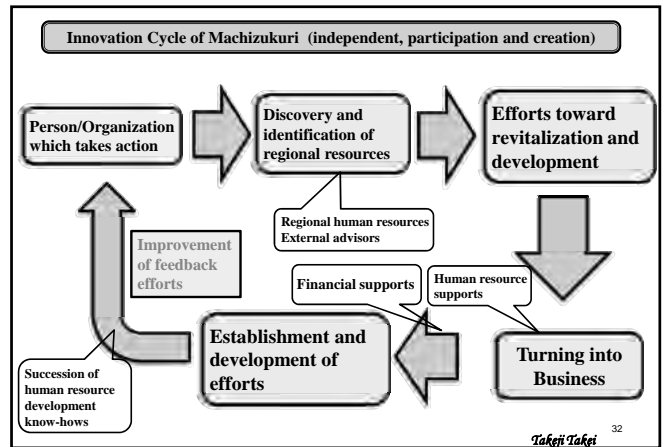 Innovation Cycle of Machizukuri (independent, participation and creation)
Person/Organization
which takes action
Discovery and
identification of
regional resources
Efforts toward
revitalization and
development
Regional human resources
External advisors
Improvement
of feedback
efforts
Financial supports
Human resource
supports
Establishment and
development of
efforts
Turning into
Business
Succession of
human resource
development
know-hows
32
Takeji Takei